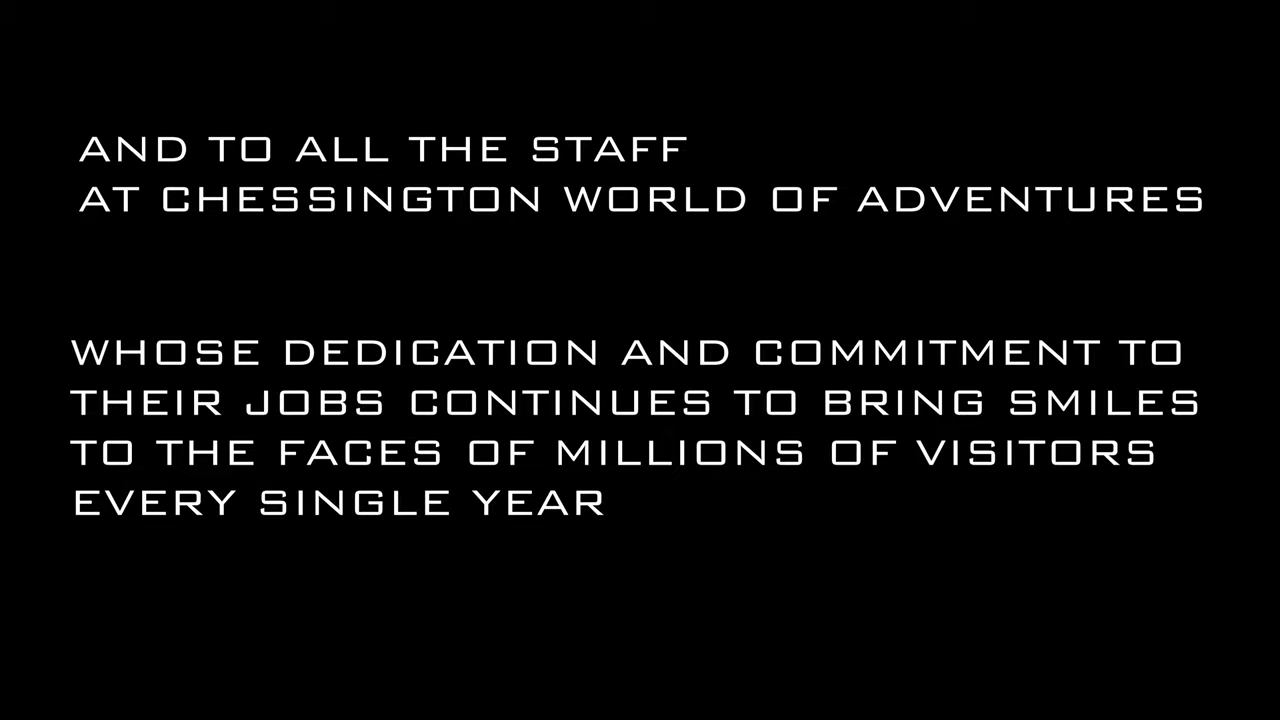 AND TO ALL THE STAFF
AT CHESSINGTON WORLD OF ADVENTURES
WHOSE DEDICATION AND COMMITMENT TO
THEIR JOBS CONTINUES TO BRING SMILES
TO THE FACES OF MILLIONS OF VISITORS
EVERY SINGLE YEAR